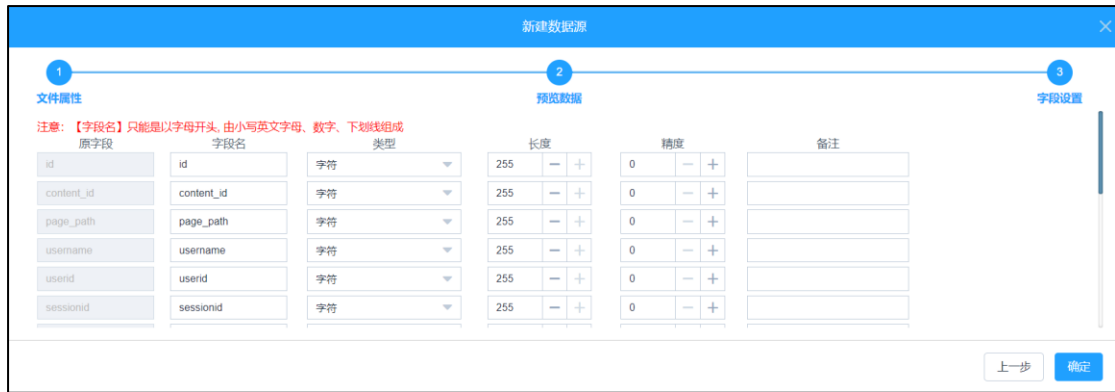 新建数据源
1 2 3
文件属性 预览数据 字段设置
注意：【字段名】只能是以字母开头, 由小写英文字母、数字、下划线组成
原字段 字段名 类型 长度 精度 备注
id id 字符 255 0
content_id content_id 字符 255 0
page_path page_path 字符 255 0
username username 字符 255 0
userid userid 字符 255 0
sessionid sessionid 字符 255 0
上一步 确定